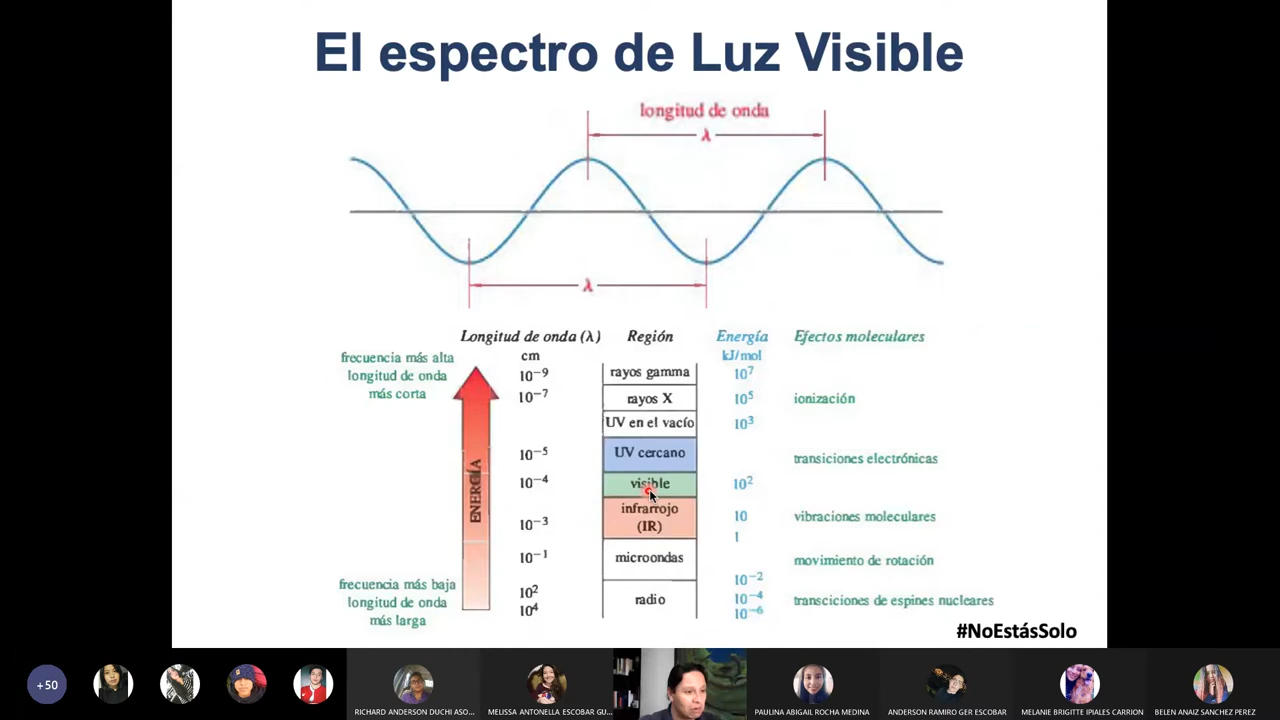 El espectro de Luz Visible
longitud de onda
λ
λ
Longitud de onda (λ) Región Energía Efectos moleculares
cm kJ/mol
frecuencia más alta
longitud de onda
más corta
10⁻⁹ rayos gamma 10⁷
10⁻⁷ rayos X 10⁵ ionización
UV en el vacío 10³
10⁻⁵ UV cercano transiciones electrónicas
10⁻⁴ visible 10²
10⁻³ infrarrojo 10 vibraciones moleculares
(IR) 1
10⁻¹ microondas movimiento de rotación
10⁻²
10² radio 10⁻⁴ transciciones de espines nucleares
10⁴ 10⁻⁶
ENERGÍA
frecuencia más baja
longitud de onda
más larga
#NoEstásSolo
+50
RICHARD ANDERSON DUCHI ASO...
MELISSA ANTONELLA ESCOBAR GU...
PAULINA ABIGAIL ROCHA MEDINA
ANDERSON RAMIRO GER ESCOBAR
MELANIE BRIGITTE IPIALES CARRION
BELEN ANAIZ SANCHEZ PEREZ